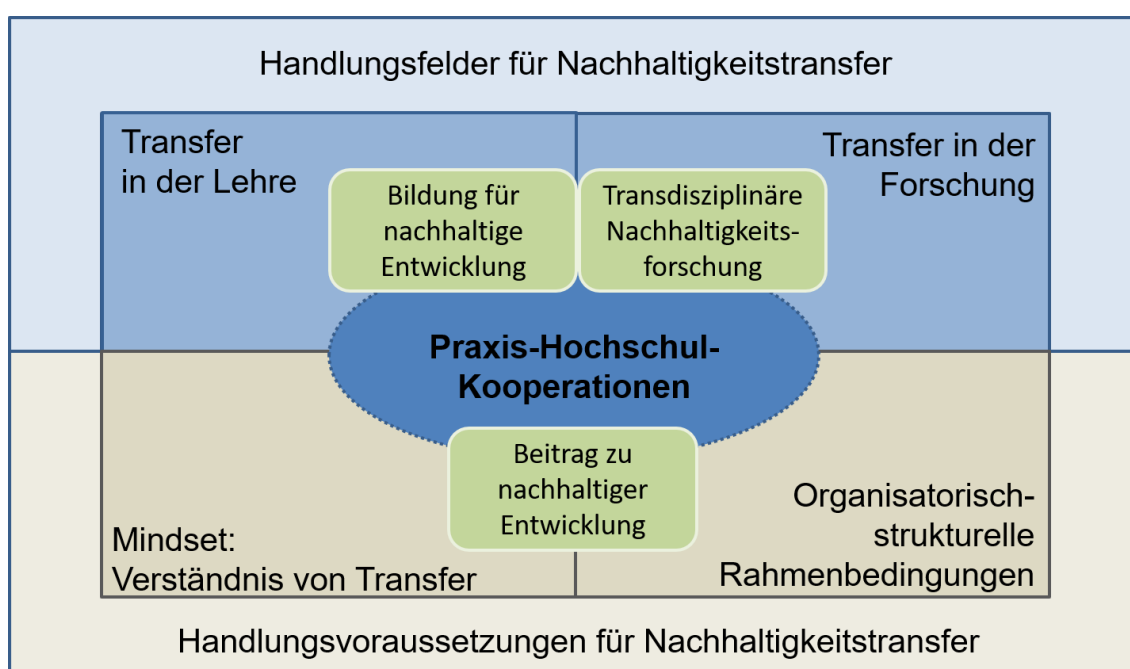 Handlungsfelder für Nachhaltigkeitstransfer
Transfer
in der Lehre
Transfer in der
Forschung
Bildung für
nachhaltige
Entwicklung
Transdisziplinäre
Nachhaltigkeits-
forschung
Praxis-Hochschul-
Kooperationen
Beitrag zu
nachhaltiger
Entwicklung
Mindset:
Verständnis von Transfer
Organisatorisch-
strukturelle
Rahmenbedingungen
Handlungsvoraussetzungen für Nachhaltigkeitstransfer